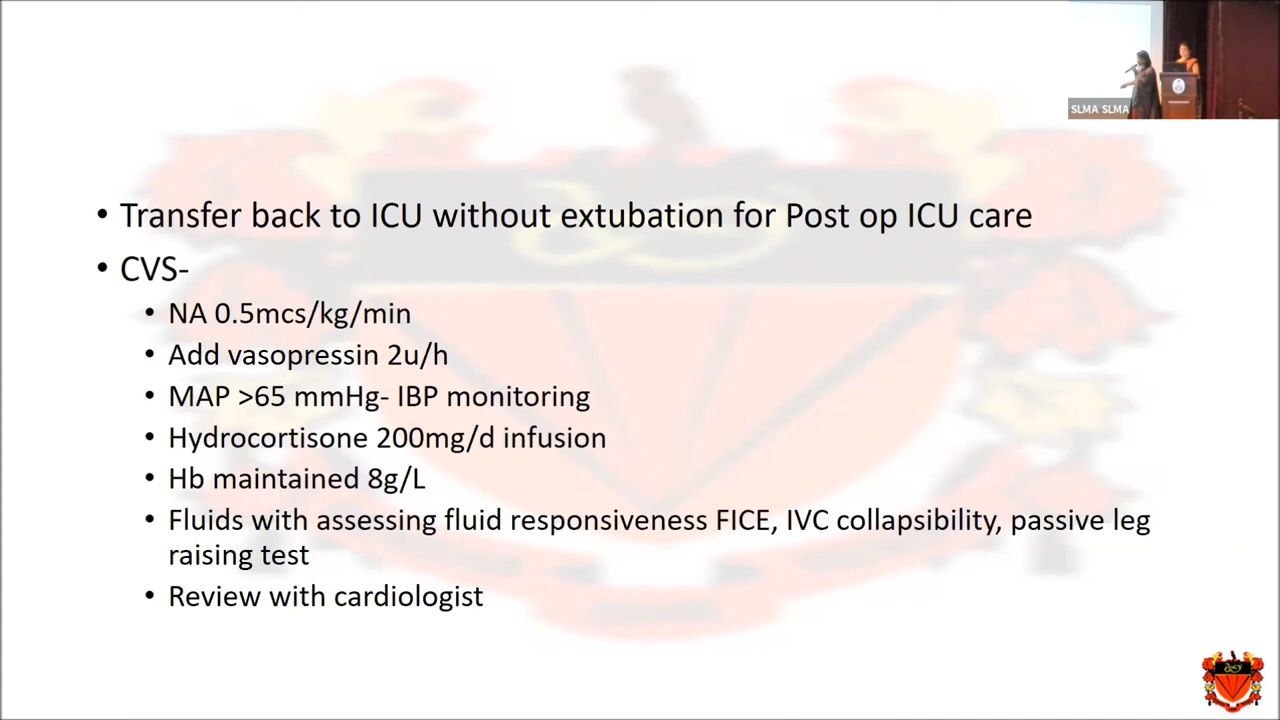 SLMA SLMA
• Transfer back to ICU without extubation for Post op ICU care
• CVS-
• NA 0.5mcs/kg/min
• Add vasopressin 2u/h
• MAP >65 mmHg- IBP monitoring
• Hydrocortisone 200mg/d infusion
• Hb maintained 8g/L
• Fluids with assessing fluid responsiveness FICE, IVC collapsibility, passive leg
raising test
• Review with cardiologist